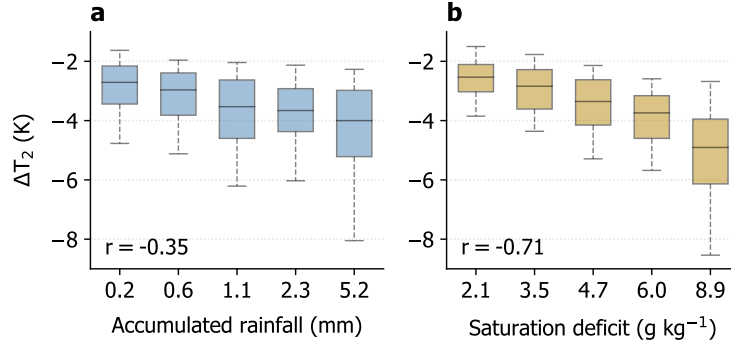 a
b
ΔT₂ (K)
−2
−4
−6
−8
r = -0.35
0.2 0.6 1.1 2.3 5.2
Accumulated rainfall (mm)
−2
−4
−6
−8
r = -0.71
2.1 3.5 4.7 6.0 8.9
Saturation deficit (g kg⁻¹)